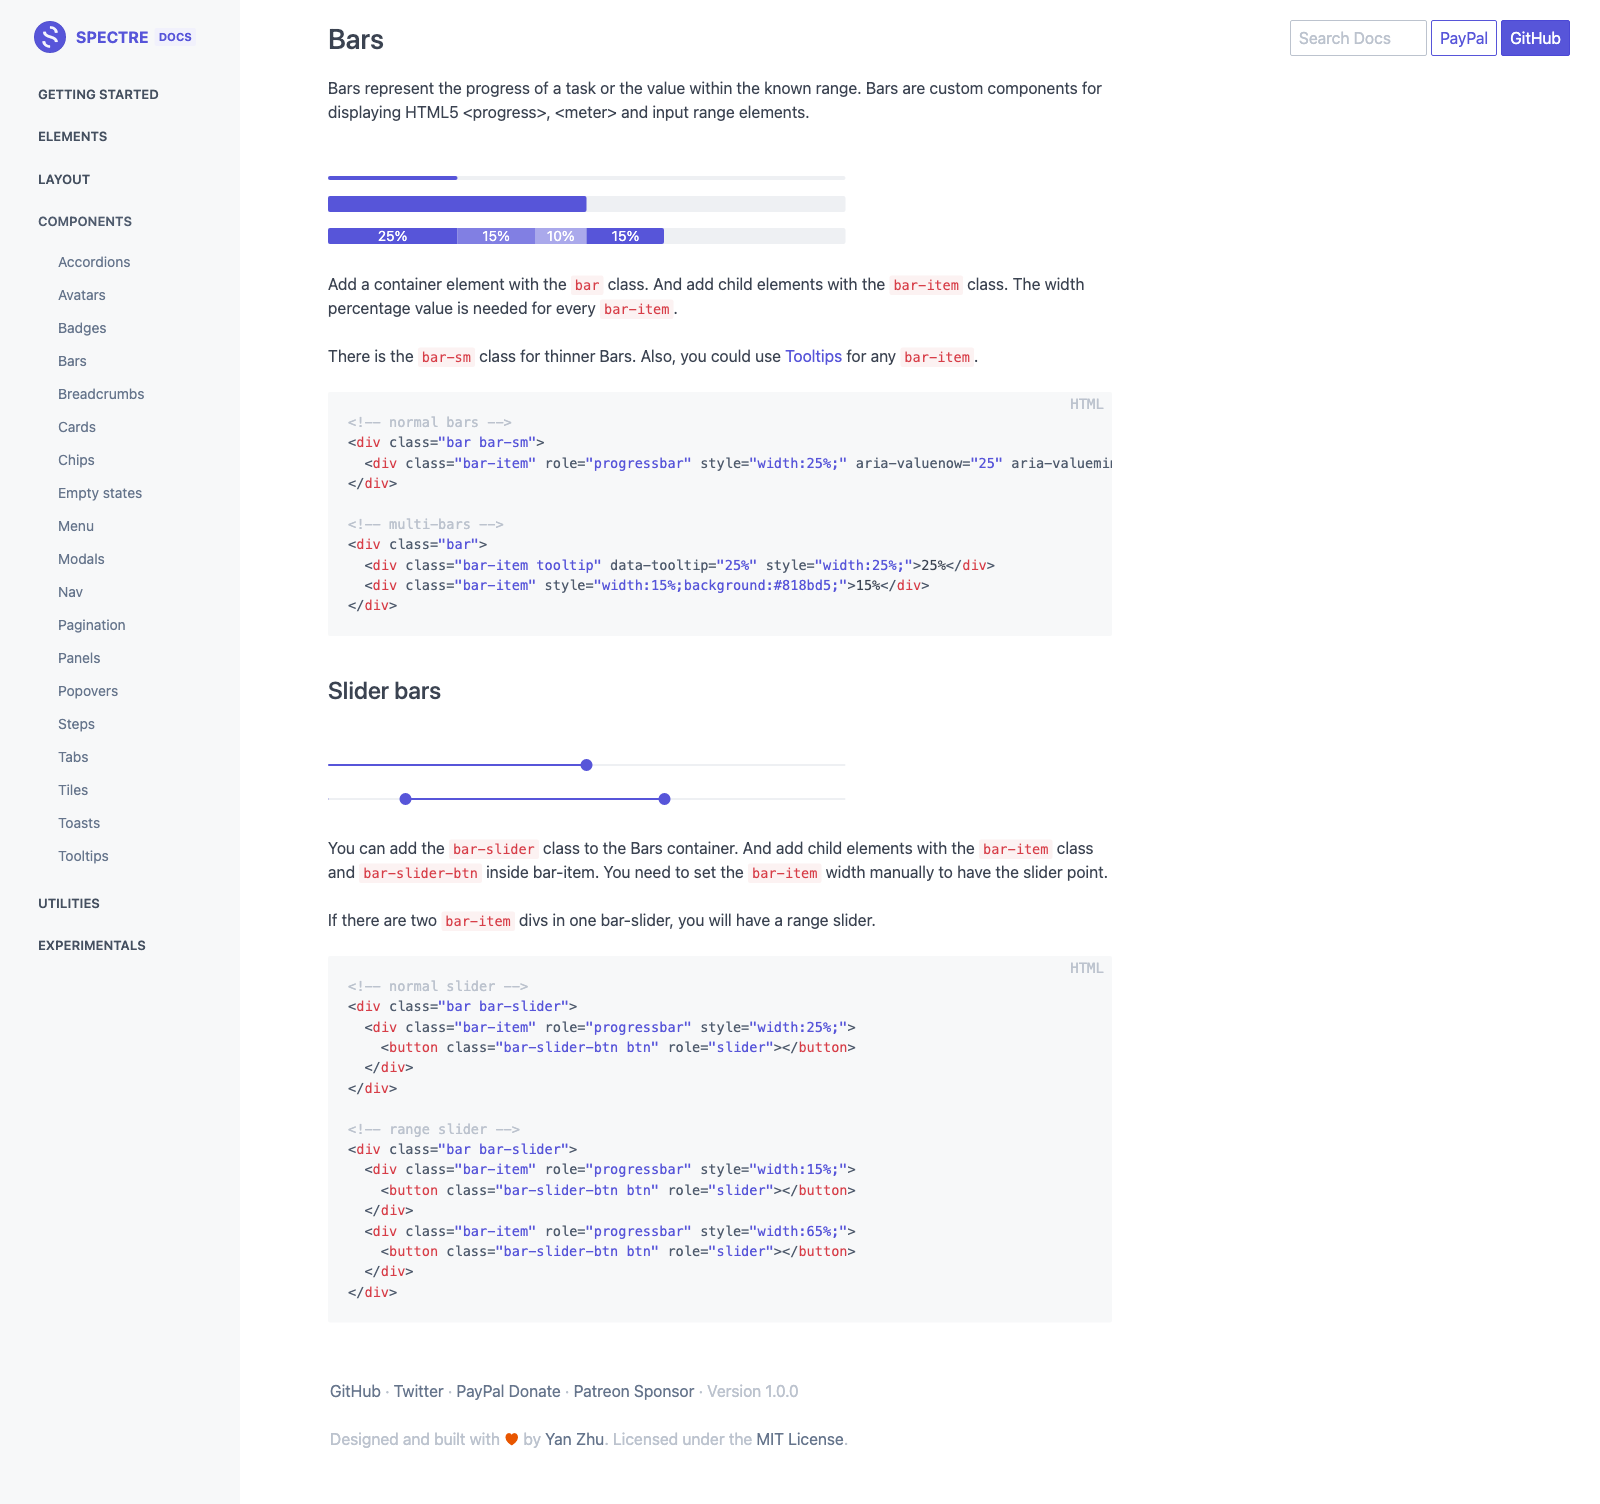 SPECTRE DOCS
GETTING STARTED
ELEMENTS
LAYOUT
COMPONENTS
Accordions
Avatars
Badges
Bars
Breadcrumbs
Cards
Chips
Empty states
Menu
Modals
Nav
Pagination
Panels
Popovers
Steps
Tabs
Tiles
Toasts
Tooltips
UTILITIES
EXPERIMENTALS
Search Docs
PayPal
GitHub
Bars
Bars represent the progress of a task or the value within the known range. Bars are custom components for
displaying HTML5 <progress>, <meter> and input range elements.
25% 15% 10% 15%
Add a container element with the bar class. And add child elements with the bar-item class. The width
percentage value is needed for every bar-item.
There is the bar-sm class for thinner Bars. Also, you could use Tooltips for any bar-item.
HTML
<!-- normal bars -->
<div class="bar bar-sm">
  <div class="bar-item" role="progressbar" style="width:25%;" aria-valuenow="25" aria-valuemin
</div>
<!-- multi-bars -->
<div class="bar">
  <div class="bar-item tooltip" data-tooltip="25%" style="width:25%;">25%</div>
  <div class="bar-item" style="width:15%;background:#818bd5;">15%</div>
</div>
Slider bars
You can add the bar-slider class to the Bars container. And add child elements with the bar-item class
and bar-slider-btn inside bar-item. You need to set the bar-item width manually to have the slider point.
If there are two bar-item divs in one bar-slider, you will have a range slider.
HTML
<!-- normal slider -->
<div class="bar bar-slider">
  <div class="bar-item" role="progressbar" style="width:25%;">
    <button class="bar-slider-btn btn" role="slider"></button>
  </div>
</div>
<!-- range slider -->
<div class="bar bar-slider">
  <div class="bar-item" role="progressbar" style="width:15%;">
    <button class="bar-slider-btn btn" role="slider"></button>
  </div>
  <div class="bar-item" role="progressbar" style="width:65%;">
    <button class="bar-slider-btn btn" role="slider"></button>
  </div>
</div>
GitHub · Twitter · PayPal Donate · Patreon Sponsor · Version 1.0.0
Designed and built with ♥ by Yan Zhu. Licensed under the MIT License.